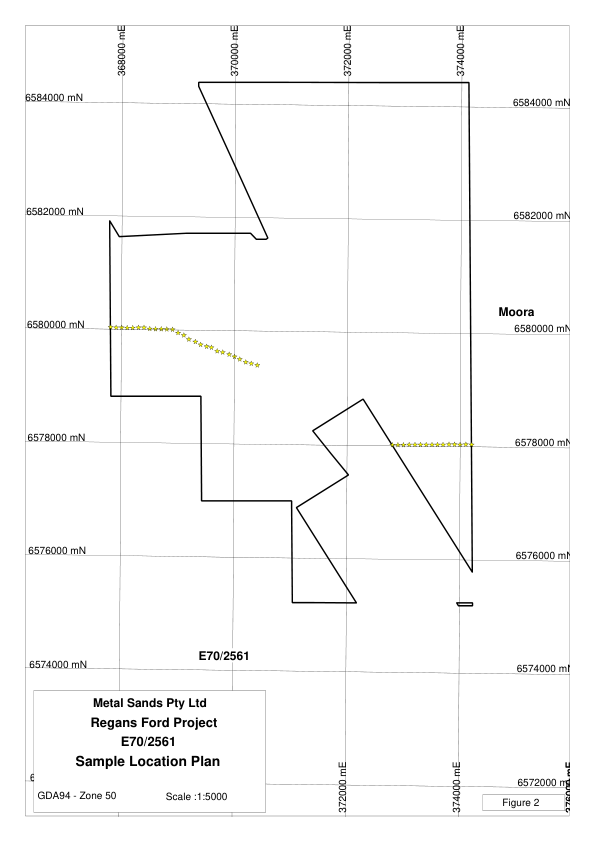 368000 mE
370000 mE
372000 mE
374000 mE
6584000 mN
6584000 mN
6582000 mN
6582000 mN
Moora
6580000 mN
6580000 mN
6578000 mN
6578000 mN
6576000 mN
6576000 mN
E70/2561
6574000 mN
6574000 mN
Metal Sands Pty Ltd
Regans Ford Project
E70/2561
Sample Location Plan
GDA94 - Zone 50
Scale :1:5000
372000 mE
374000 mE
376000 mE
6572000 mN
Figure 2